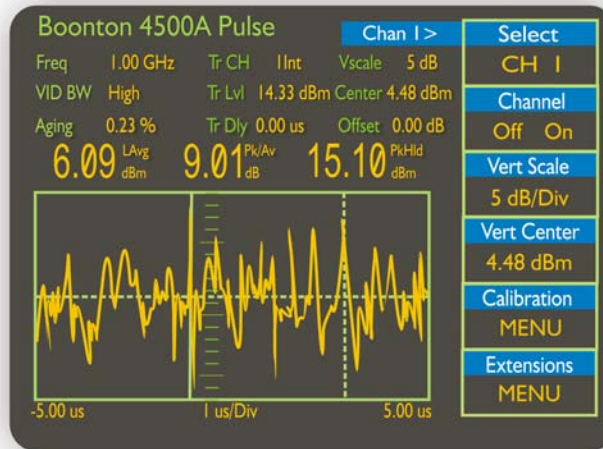 Boonton 4500A Pulse
Chan 1>
Freq 1.00 GHz Tr CH 1Int Vscale 5 dB
VID BW High Tr Lvl 14.33 dBm Center 4.48 dBm
Aging 0.23 % Tr Dly 0.00 us Offset 0.00 dB
6.09 LAvg dBm 9.01 Pk/Av dB 15.10 PkHld dBm
-5.00 us 1 us/Div 5.00 us
Select
CH 1
Channel
Off On
Vert Scale
5 dB/Div
Vert Center
4.48 dBm
Calibration
MENU
Extensions
MENU